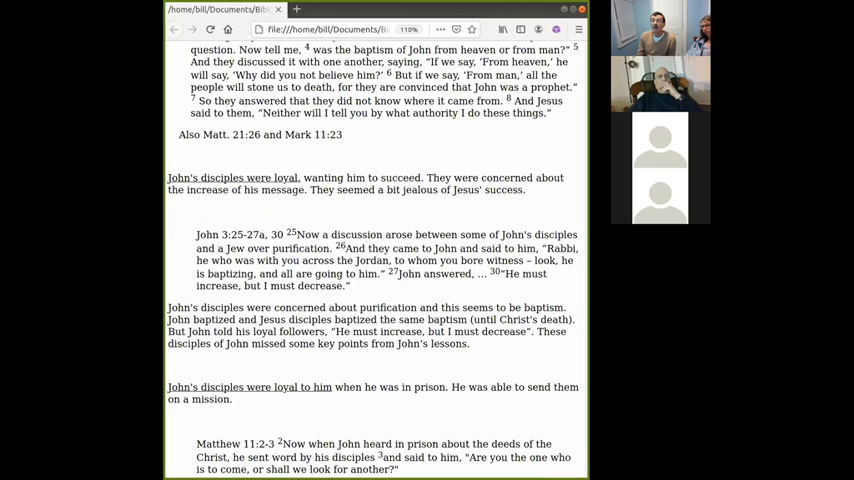 /home/bill/Documents/Bibl
file:///home/bill/Documents/Bi
110%
question. Now tell me, 4 was the baptism of John from heaven or from man?” 5
And they discussed it with one another, saying, “If we say, ‘From heaven,’ he
will say, ‘Why did you not believe him?’ 6 But if we say, ‘From man,’ all the
people will stone us to death, for they are convinced that John was a prophet.”
7 So they answered that they did not know where it came from. 8 And Jesus
said to them, “Neither will I tell you by what authority I do these things.”
Also Matt. 21:26 and Mark 11:23
John's disciples were loyal, wanting him to succeed. They were concerned about
the increase of his message. They seemed a bit jealous of Jesus' success.
John 3:25-27a, 30 25Now a discussion arose between some of John's disciples
and a Jew over purification. 26And they came to John and said to him, “Rabbi,
he who was with you across the Jordan, to whom you bore witness – look, he
is baptizing, and all are going to him.” 27John answered, ... 30“He must
increase, but I must decrease.”
John's disciples were concerned about purification and this seems to be baptism.
John baptized and Jesus disciples baptized the same baptism (until Christ's death).
But John told his loyal followers, “He must increase, but I must decrease”. These
disciples of John missed some key points from John’s lessons.
John's disciples were loyal to him when he was in prison. He was able to send them
on a mission.
Matthew 11:2-3 2Now when John heard in prison about the deeds of the
Christ, he sent word by his disciples 3and said to him, "Are you the one who
is to come, or shall we look for another?"